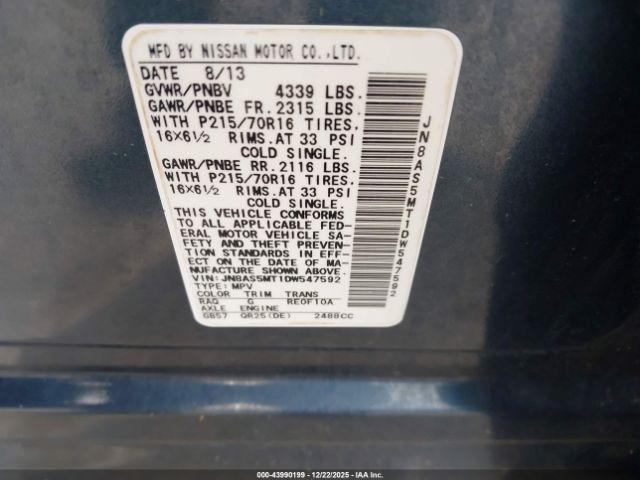 MFD BY NISSAN MOTOR CO.,LTD.
DATE 8/13
GVWR/PNBV 4339 LBS.
GAWR/PNBE FR. 2315 LBS.
WITH P215/70R16 TIRES,
16X6½ RIMS.AT 33 PSI
COLD SINGLE.
GAWR/PNBE RR. 2116 LBS.
WITH P215/70R16 TIRES,
16X6½ RIMS.AT 33 PSI
COLD SINGLE.
THIS VEHICLE CONFORMS
TO ALL APPLICABLE FED-
ERAL MOTOR VEHICLE SA-
FETY AND THEFT PREVEN-
TION STANDARDS IN EFF-
ECT ON THE DATE OF MA-
NUFACTURE SHOWN ABOVE.
VIN: JN8AS5MT1DW547592
TYPE: MPV
COLOR TRIM TRANS
RAQ G RE0F10A
AXLE ENGINE
GB57 QR25(DE) 2488CC
JN8AS5MT1DW547592
000-43990199 - 12/22/2025 - IAAI.COM